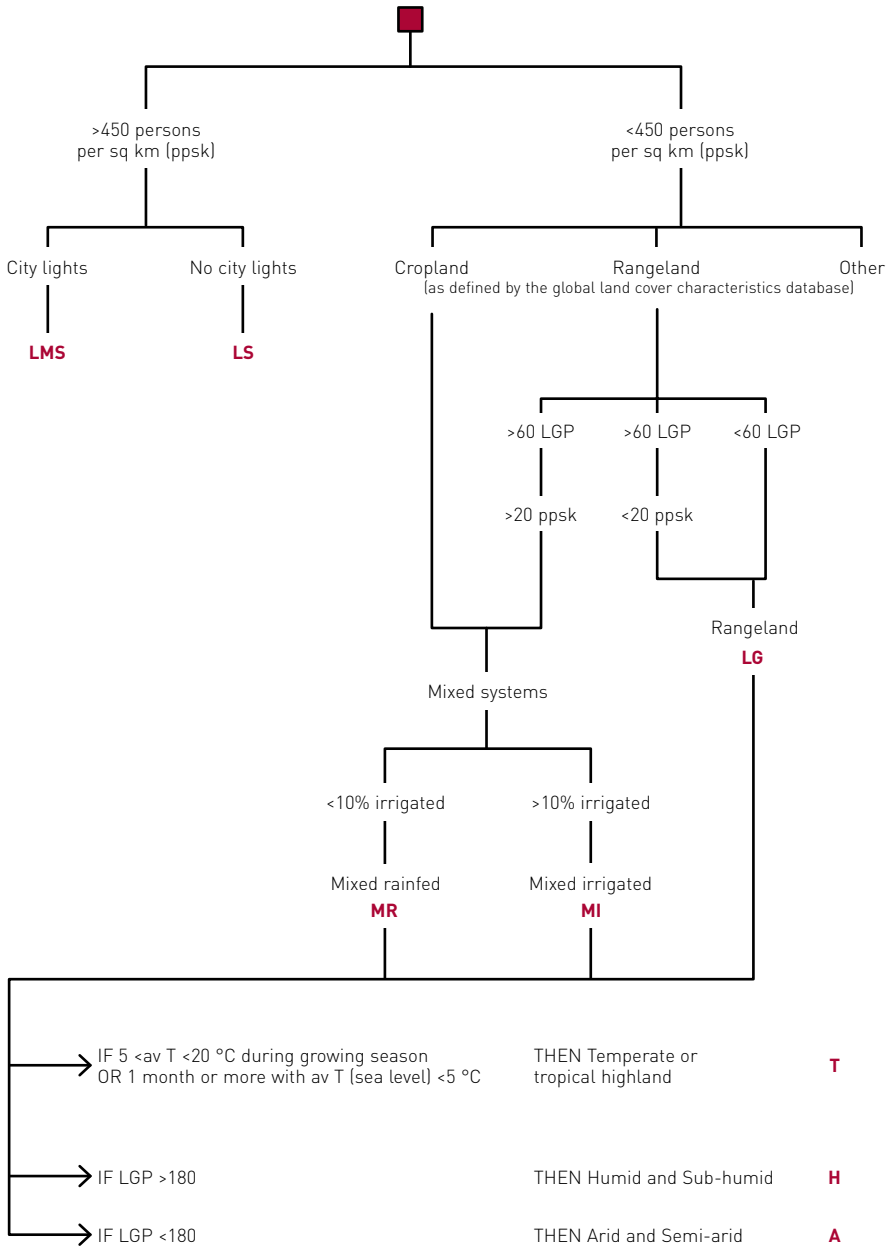 >450 persons
per sq km (ppsk)
<450 persons
per sq km (ppsk)
City lights
No city lights
Cropland
Rangeland
Other
(as defined by the global land cover characteristics database)
LMS
LS
>60 LGP
>60 LGP
<60 LGP
>20 ppsk
<20 ppsk
Rangeland
LG
Mixed systems
<10% irrigated
>10% irrigated
Mixed rainfed
MR
Mixed irrigated
MI
IF 5 <av T <20 °C during growing season
OR 1 month or more with av T (sea level) <5 °C
THEN Temperate or
tropical highland
T
IF LGP >180
THEN Humid and Sub-humid
H
IF LGP <180
THEN Arid and Semi-arid
A